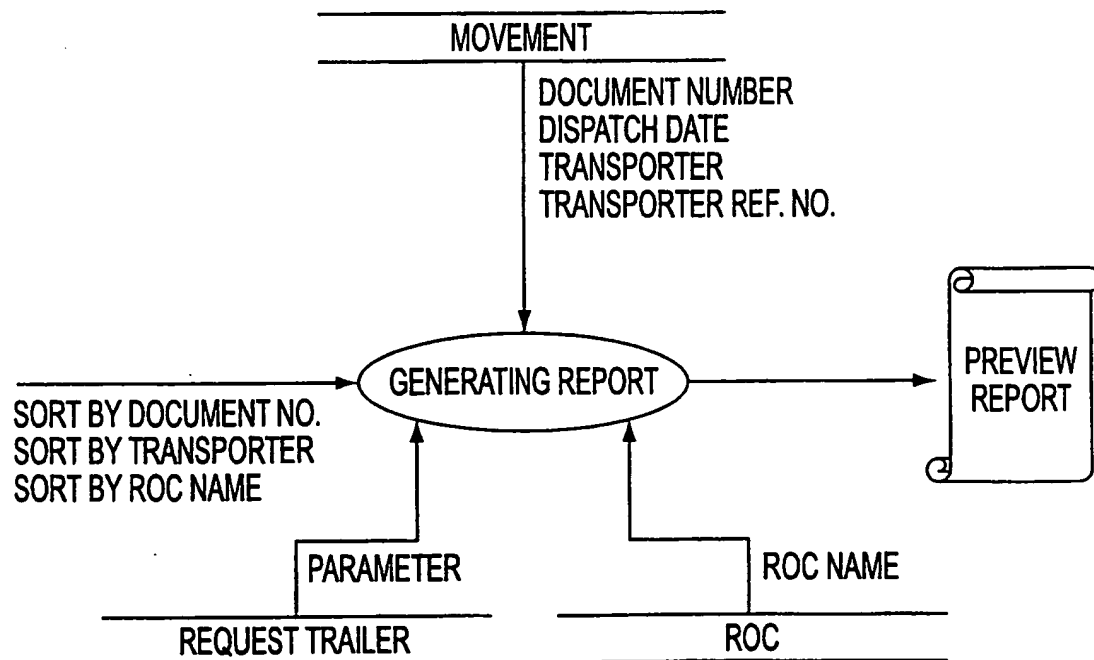 MOVEMENT
DOCUMENT NUMBER
DISPATCH DATE
TRANSPORTER
TRANSPORTER REF. NO.
GENERATING REPORT
PREVIEW
REPORT
SORT BY DOCUMENT NO.
SORT BY TRANSPORTER
SORT BY ROC NAME
PARAMETER
ROC NAME
REQUEST TRAILER
ROC